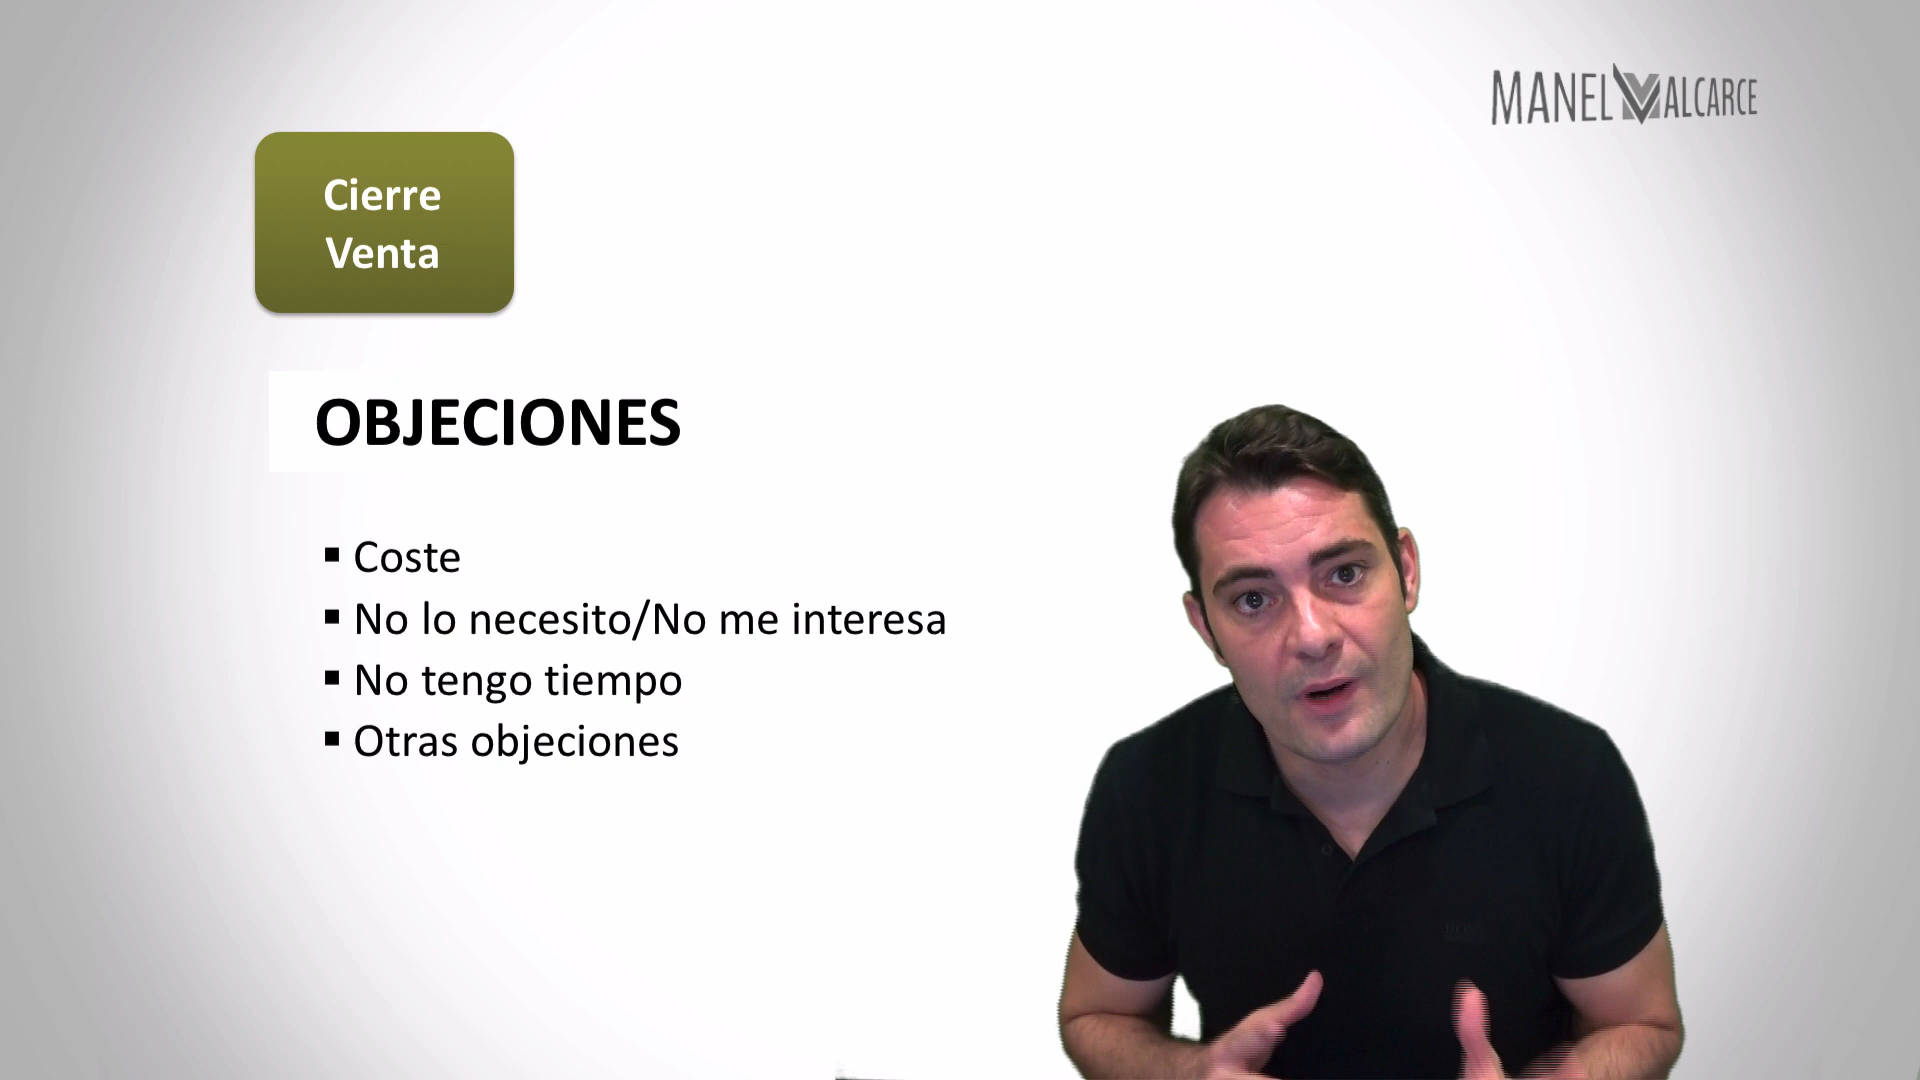 MANEL VALCARCE
Cierre
Venta
OBJECIONES
▪ Coste
▪ No lo necesito/No me interesa
▪ No tengo tiempo
▪ Otras objeciones